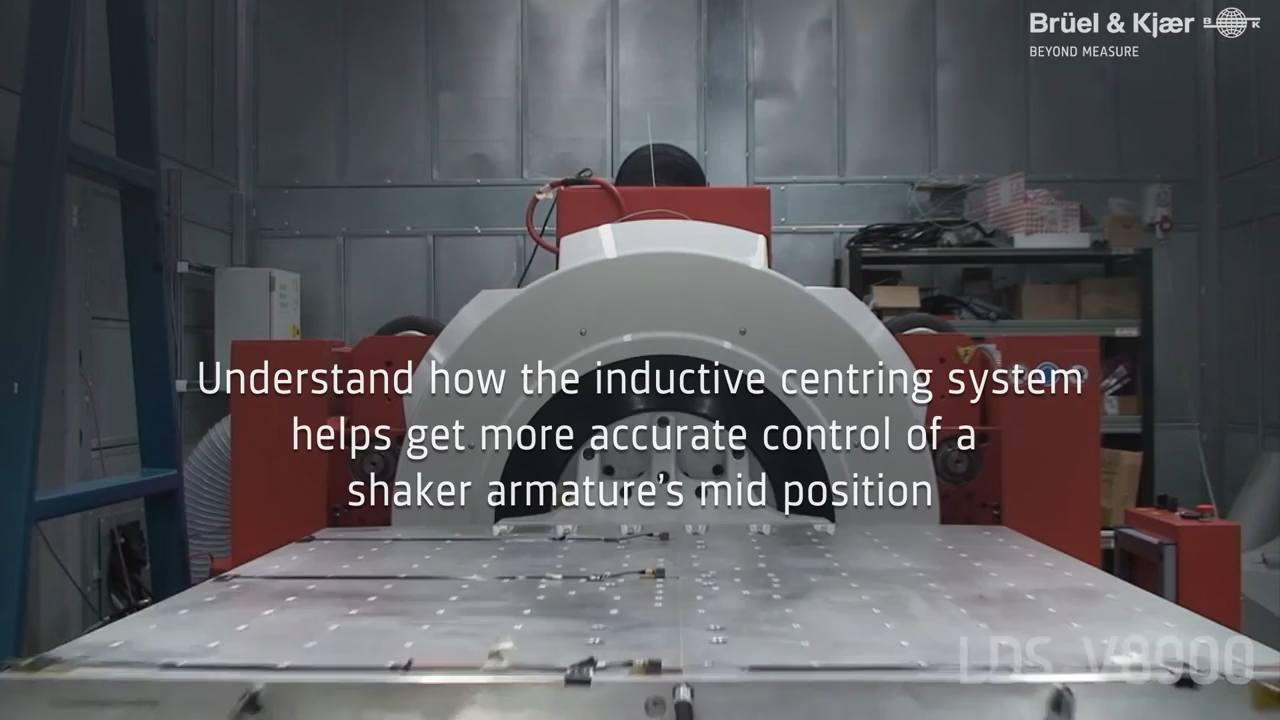 Brüel & Kjær
B K
BEYOND MEASURE
Understand how the inductive centring system
helps get more accurate control of a
shaker armature’s mid position
LDS V8900